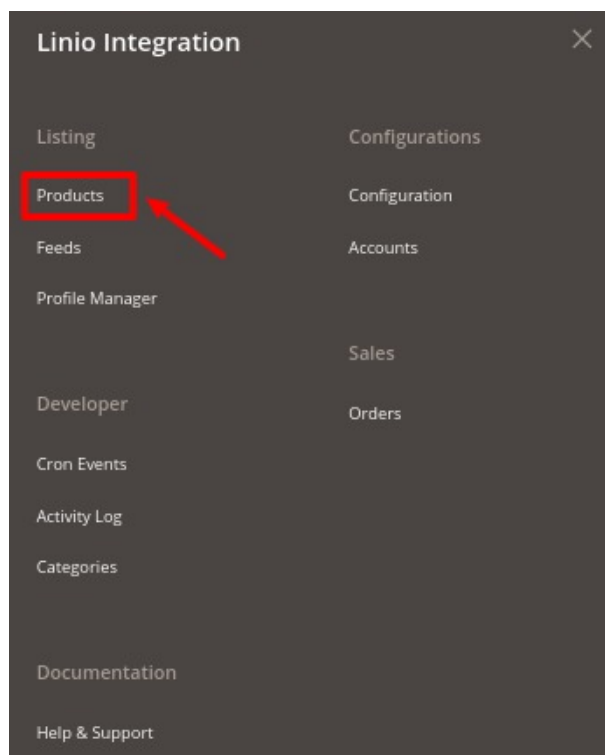 Linio Integration
Listing
Products
Feeds
Profile Manager
Developer
Cron Events
Activity Log
Categories
Documentation
Help & Support
Configurations
Configuration
Accounts
Sales
Orders